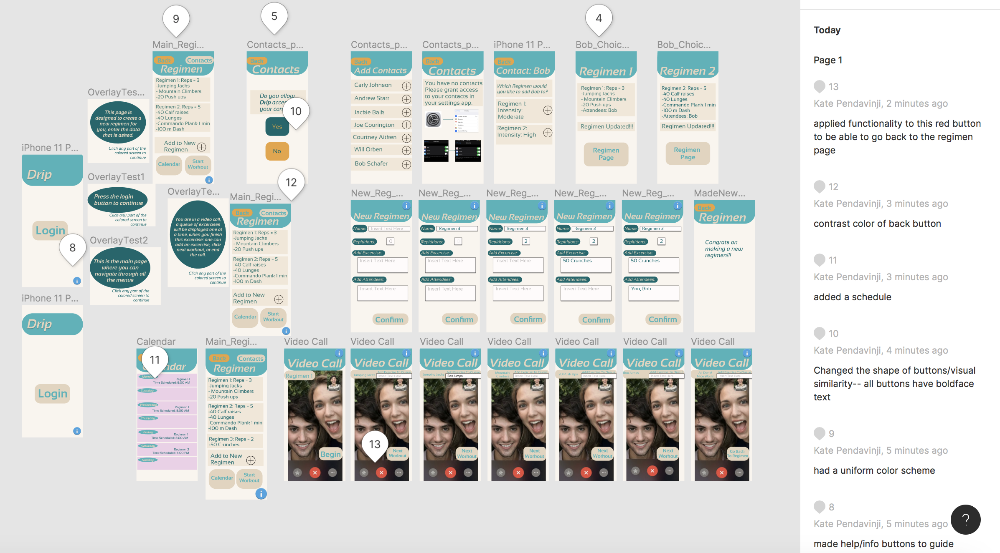 9
5
4
Main_Regi...
Contacts_p...
Contacts_p...
Contacts_p...
iPhone 11 P...
Bob_Choic...
Bob_Choic...
Back
Contacts
Regimen
Regimen 1: Reps = 3
-Jumping Jacks
- Mountain Climbers
-20 Push ups
Regimen 2: Reps = 5
-40 Calf raises
-40 Lunges
-Commando Plank 1 min
-100 m Dash
Add to New
Regimen
Calendar
Start
Workout
Back
Contacts
Do you allow
Drip acce
your con
10
Yes
No
12
Back
Add Contacts
Carly Johnson
Andrew Starr
Jackie Baik
Joe Courington
Courtney Aitken
Will Orben
Bob Schafer
Back
Contacts
You have no contacts
Please grant access
to your contacts in
your settings app.
Back
Contact: Bob
Which Regimen would
you like to add Bob to?
Regimen 1:
Intensity:
Moderate
Regimen 2:
Intensity: High
Regimen 1
Regimen 1: Reps = 3
-Jumping Jacks
- Mountain Climbers
-20 Push ups
-Attendees: Bob
Regimen Updated!!!
Regimen
Page
Regimen 2
Regimen 2: Reps = 5
-40 Calf raises
-40 Lunges
-Commando Plank 1 min
-100 m Dash
-Attendees: Bob
Regimen Updated!!!
Regimen
Page
OverlayTes...
This page is
designed to create a
new regimen for
you, enter the data
that is asked.
Click any part of the
colored screen to
continue
iPhone 11 P...
Drip
Login
8
OverlayTest1
Press the login
button to continue
Click any part of the
colored screen to
continue
OverlayTest2
This is the main page
where you can
navigate through all
the menus
Click any part of the
colored screen to
continue
OverlayTe...
You are in a video call,
a queue of excercises
will be displayed one at
a time, when you finish
this excercise: one can
add an excercise, click
next workout, or end
the call.
Click any part of the
colored screen to
continue
Main_Regi...
Back
Contacts
Regimen
Regimen 1: Reps = 3
-Jumping Jacks
- Mountain Climbers
-20 Push ups
Regimen 2: Reps = 5
-40 Calf raises
-40 Lunges
-Commando Plank 1 min
-100 m Dash
Add to New
Regimen
Calendar
Start
Workout
New_Reg_...
New Regimen
Name:
Insert Text Here
Repititions:
0
Add Excercise:
Insert Text Here
Add Attendees:
Insert Text Here
Confirm
New_Reg_...
New Regimen
Name:
Regimen 3
Repititions:
0
Add Excercise:
Insert Text Here
Add Attendees:
Insert Text Here
Confirm
New_Reg_...
New Regimen
Name:
Regimen 3
Repititions:
2
Add Excercise:
Insert Text Here
Add Attendees:
Insert Text Here
Confirm
New_Reg_...
New Regimen
Name:
Regimen 3
Repititions:
2
Add Excercise:
50 Crunches
Add Attendees:
Insert Text Here
Confirm
New_Reg_...
New Regimen
Name:
Regimen 3
Repititions:
2
Add Excercise:
50 Crunches
Add Attendees:
You, Bob
Confirm
MadeNew...
Back
Regimen
Congrats on
making a new
regimen!!!
iPhone 11 P...
Drip
Login
Calendar
11
ndar
Monda
Regimen 1
Time Scheduled: 8:00 AM
Tuesday
Wednesday
Regimen 1
Time Scheduled: 8:00 AM
Thursday
Friday
Regimen 1
Time Scheduled: 8:00 AM
Saturday
Regimen 2
Time Scheduled: 6:00 PM
Sunday
Main_Regi...
Back
Contacts
Regimen
Regimen 1: Reps = 3
-Jumping Jacks
- Mountain Climbers
-20 Push ups
Regimen 2: Reps = 5
-40 Calf raises
-40 Lunges
-Commando Plank 1 min
-100 m Dash
Regimen 3: Reps = 2
-50 Crunches
Add to New
Regimen
Calendar
Start
Workout
Video Call
Video Call
Regimen 1
Begin
Video Call
Video Call
Jumping Jacks
Add Exercise To Queue
Insert Text Here
13
Next
Workout
Video Call
Video Call
Jumping Jacks
Add Exercise To Queue
Box Jumps
Next
Workout
Video Call
Video Call
Mountain
Climbers
Add Exercise To Queue
Insert Text Here
Next
Workout
Video Call
Video Call
20 Push Ups
Add Exercise To Queue
Insert Text Here
Next
Workout
Video Call
Video Call
Box Jumps
Add Exercise To Queue
Insert Text Here
Next
Workout
Video Call
Video Call
All Done!
Nice Work!
Add Exercise To Queue
Insert Text Here
Go Back
To Regimen
Today
Page 1
13
Kate Pendavinji, 2 minutes ago
applied functionality to this red button
to be able to go back to the regimen
page
12
Kate Pendavinji, 3 minutes ago
contrast color of back button
11
Kate Pendavinji, 3 minutes ago
added a schedule
10
Kate Pendavinji, 4 minutes ago
Changed the shape of buttons/visual
similarity-- all buttons have boldface
text
9
Kate Pendavinji, 5 minutes ago
had a uniform color scheme
8
Kate Pendavinji, 5 minutes ago
made help/info buttons to guide
?